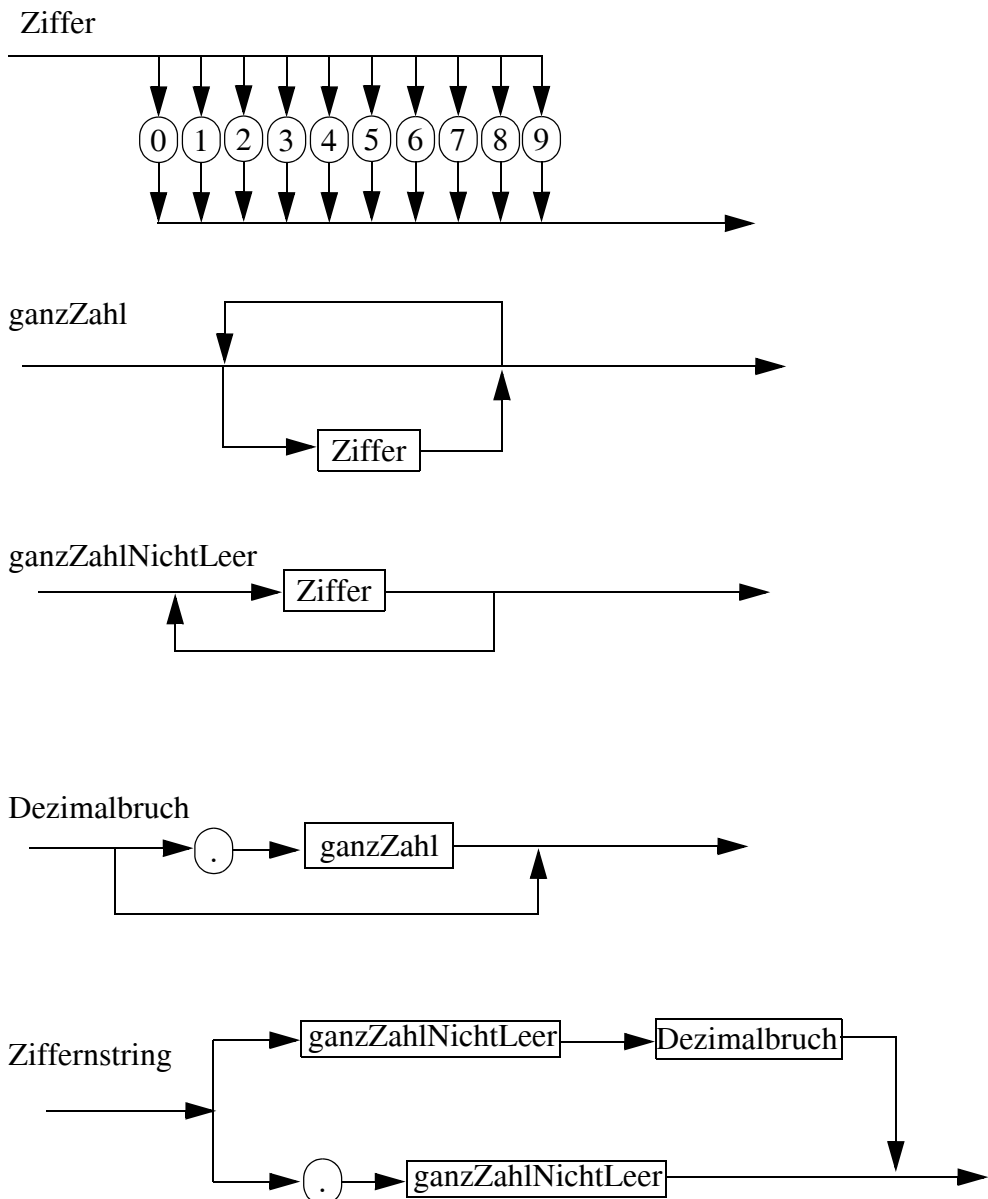 Ziffer
0 1 2 3 4 5 6 7 8 9
ganzZahl
Ziffer
ganzZahlNichtLeer
Ziffer
Dezimalbruch
. ganzZahl
ganzZahlNichtLeer Dezimalbruch
Ziffernstring
. ganzZahlNichtLeer